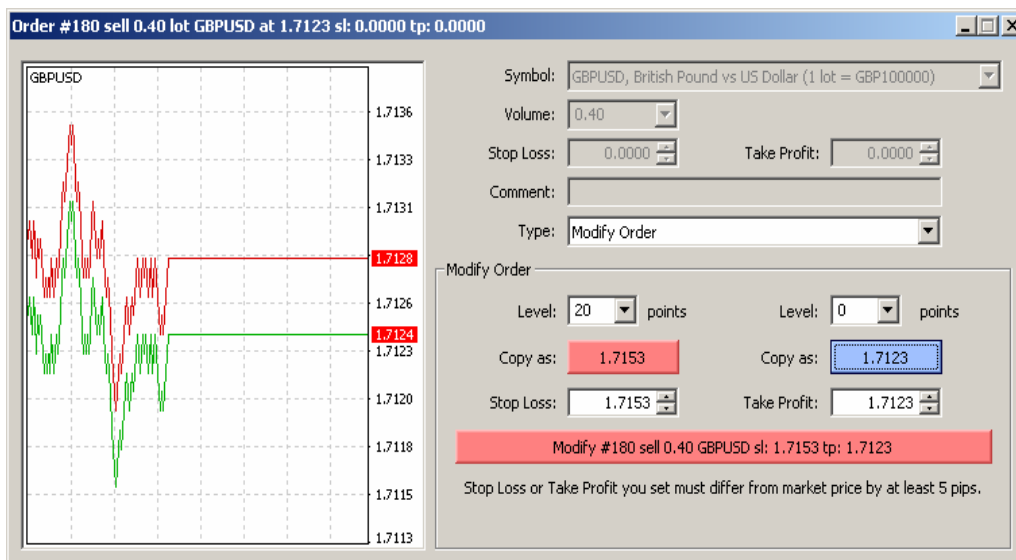 Order #180 sell 0.40 lot GBPUSD at 1.7123 sl: 0.0000 tp: 0.0000
GBPUSD
1.7136
1.7133
1.7131
1.7128
1.7126
1.7124
1.7123
1.7120
1.7118
1.7115
1.7113
Symbol: GBPUSD, British Pound vs US Dollar (1 lot = GBP100000)
Volume: 0.40
Stop Loss: 0.0000 Take Profit: 0.0000
Comment:
Type: Modify Order
Modify Order
Level: 20 points Level: 0 points
Copy as: 1.7153 Copy as: 1.7123
Stop Loss: 1.7153 Take Profit: 1.7123
Modify #180 sell 0.40 GBPUSD sl: 1.7153 tp: 1.7123
Stop Loss or Take Profit you set must differ from market price by at least 5 pips.